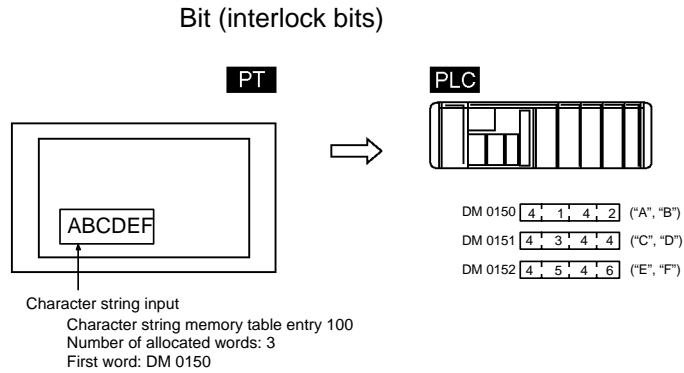 Bit (interlock bits)
PT
PLC
ABCDEF
DM 0150 4 1 4 2 (“A”, “B”)
DM 0151 4 3 4 4 (“C”, “D”)
DM 0152 4 5 4 6 (“E”, “F”)
Character string input
Character string memory table entry 100
Number of allocated words: 3
First word: DM 0150